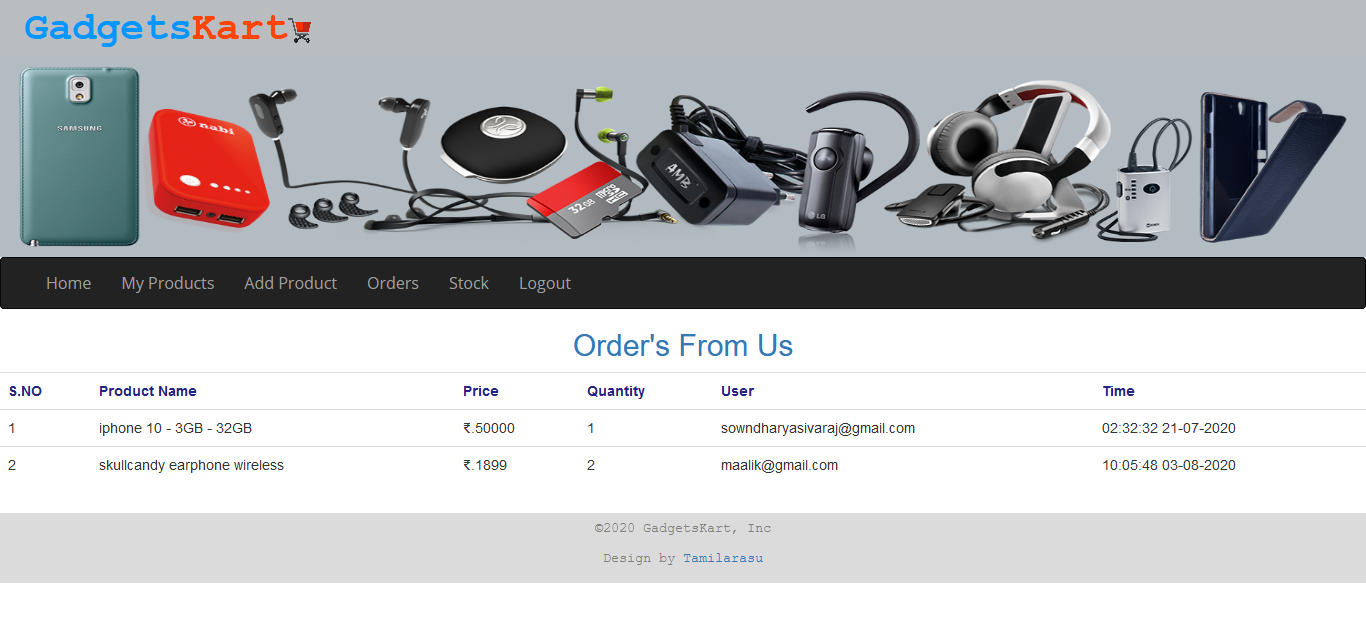 GadgetsKart
SAMSUNG
nabi
32GB
AMB
LG
Home My Products Add Product Orders Stock Logout
Order's From Us
S.NO Product Name Price Quantity User Time
1 iphone 10 - 3GB - 32GB ₹.50000 1 sowndharyasivaraj@gmail.com 02:32:32 21-07-2020
2 skullcandy earphone wireless ₹.1899 2 maalik@gmail.com 10:05:48 03-08-2020
©2020 GadgetsKart, Inc
Design by Tamilarasu